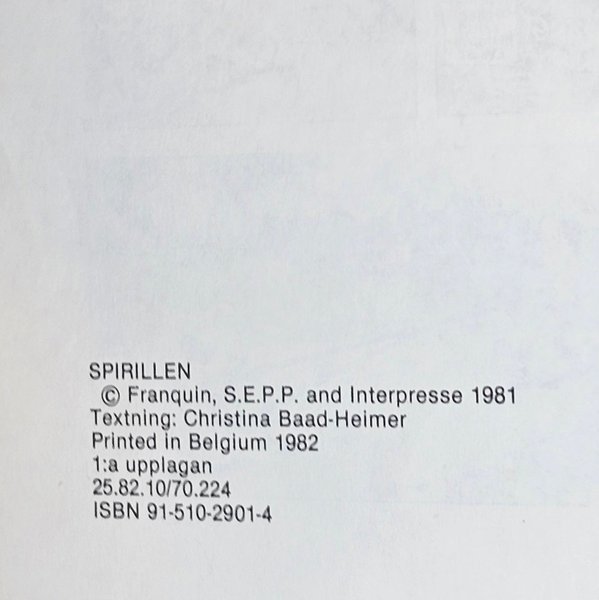 SPIRILLEN
© Franquin, S.E.P.P. and Interpresse 1981
Textning: Christina Baad-Heimer
Printed in Belgium 1982
1:a upplagan
25.82.10/70.224
ISBN 91-510-2901-4